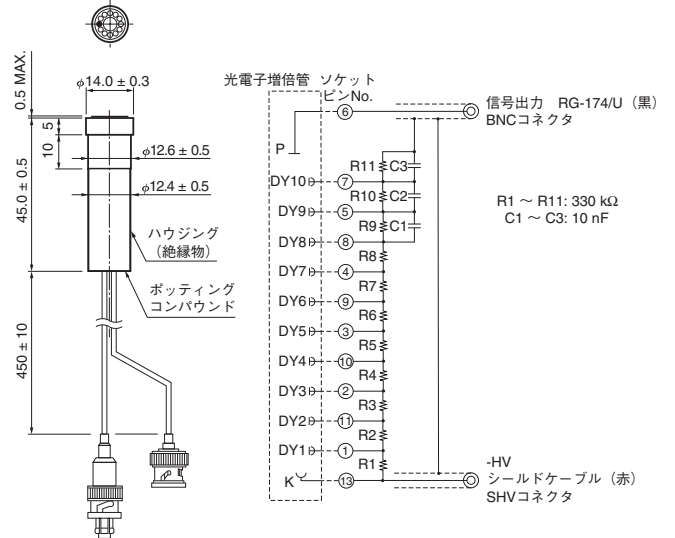 0.5 MAX.
φ14.0 ± 0.3
5
10
φ12.6 ± 0.5
φ12.4 ± 0.5
45.0 ± 0.5
ハウジング
(絶縁物)
ポッティング
コンパウンド
450 ± 10
光電子増倍管 ソケット
ピンNo.
6
P
信号出力 RG-174/U(黒)
BNCコネクタ
R11 C3
DY10 7
R10 C2
DY9 5
R9 C1
DY8 8
R8
DY7 4
R7
DY6 9
R6
DY5 3
R5
DY4 10
R4
DY3 2
R3
DY2 11
R2
DY1 1
R1
K 13
R1 ~ R11: 330 kΩ
C1 ~ C3: 10 nF
-HV
シールドケーブル(赤)
SHVコネクタ